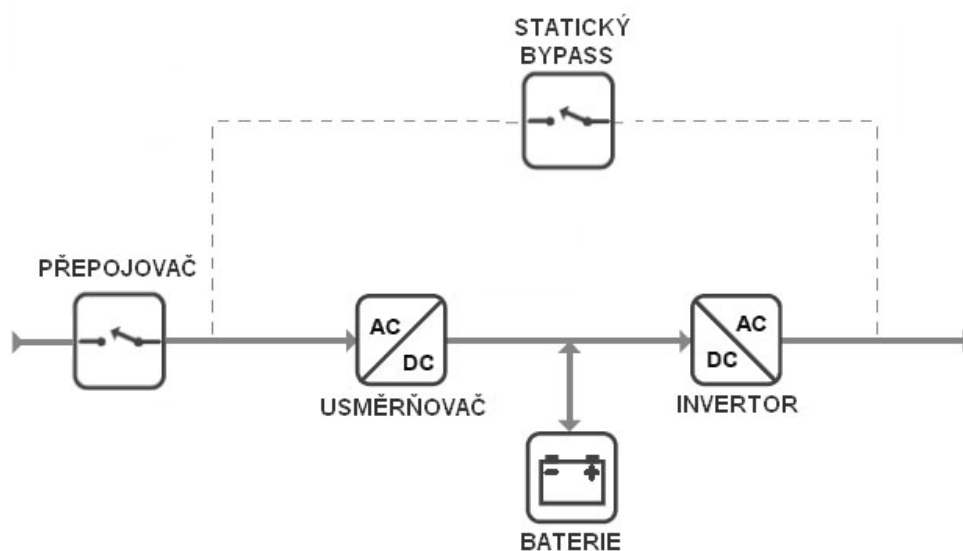 STATICKÝ
BYPASS
PŘEPOJOVAČ
AC
DC
USMĚRŇOVAČ
AC
DC
INVERTOR
BATERIE